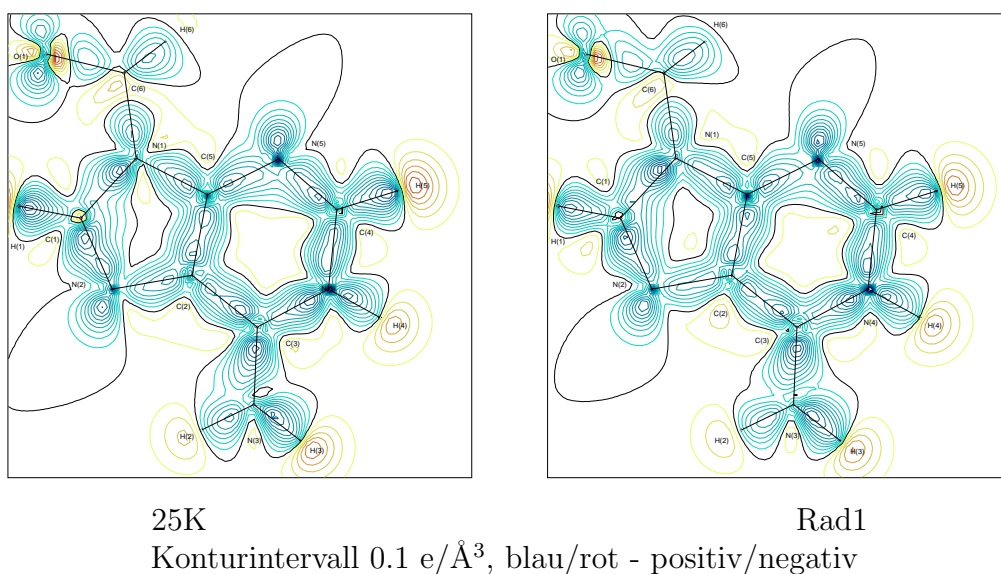 H(6)
O(1)
C(6)
N(1)
C(5)
N(5)
H(5)
H(1)
C(1)
C(4)
N(2)
C(2)
H(4)
C(3)
H(2)
N(3)
H(3)
H(6)
O(1)
C(6)
N(1)
C(5)
N(5)
C(1)
H(5)
H(1)
C(4)
N(2)
C(2)
N(4)
H(4)
C(3)
H(2)
N(3)
H(3)
25K
Rad1
Konturintervall 0.1 e/Å³, blau/rot - positiv/negativ